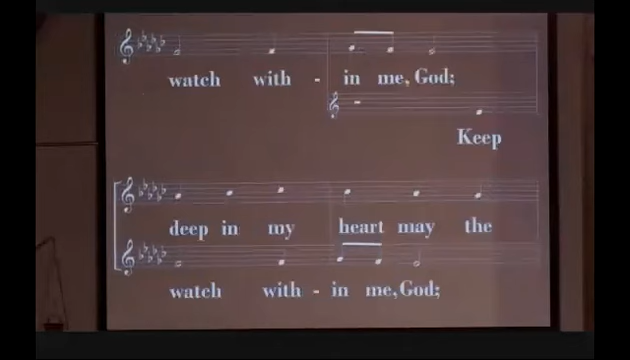 watch with - in me, God;
Keep
deep in my heart may the
watch with - in me, God;